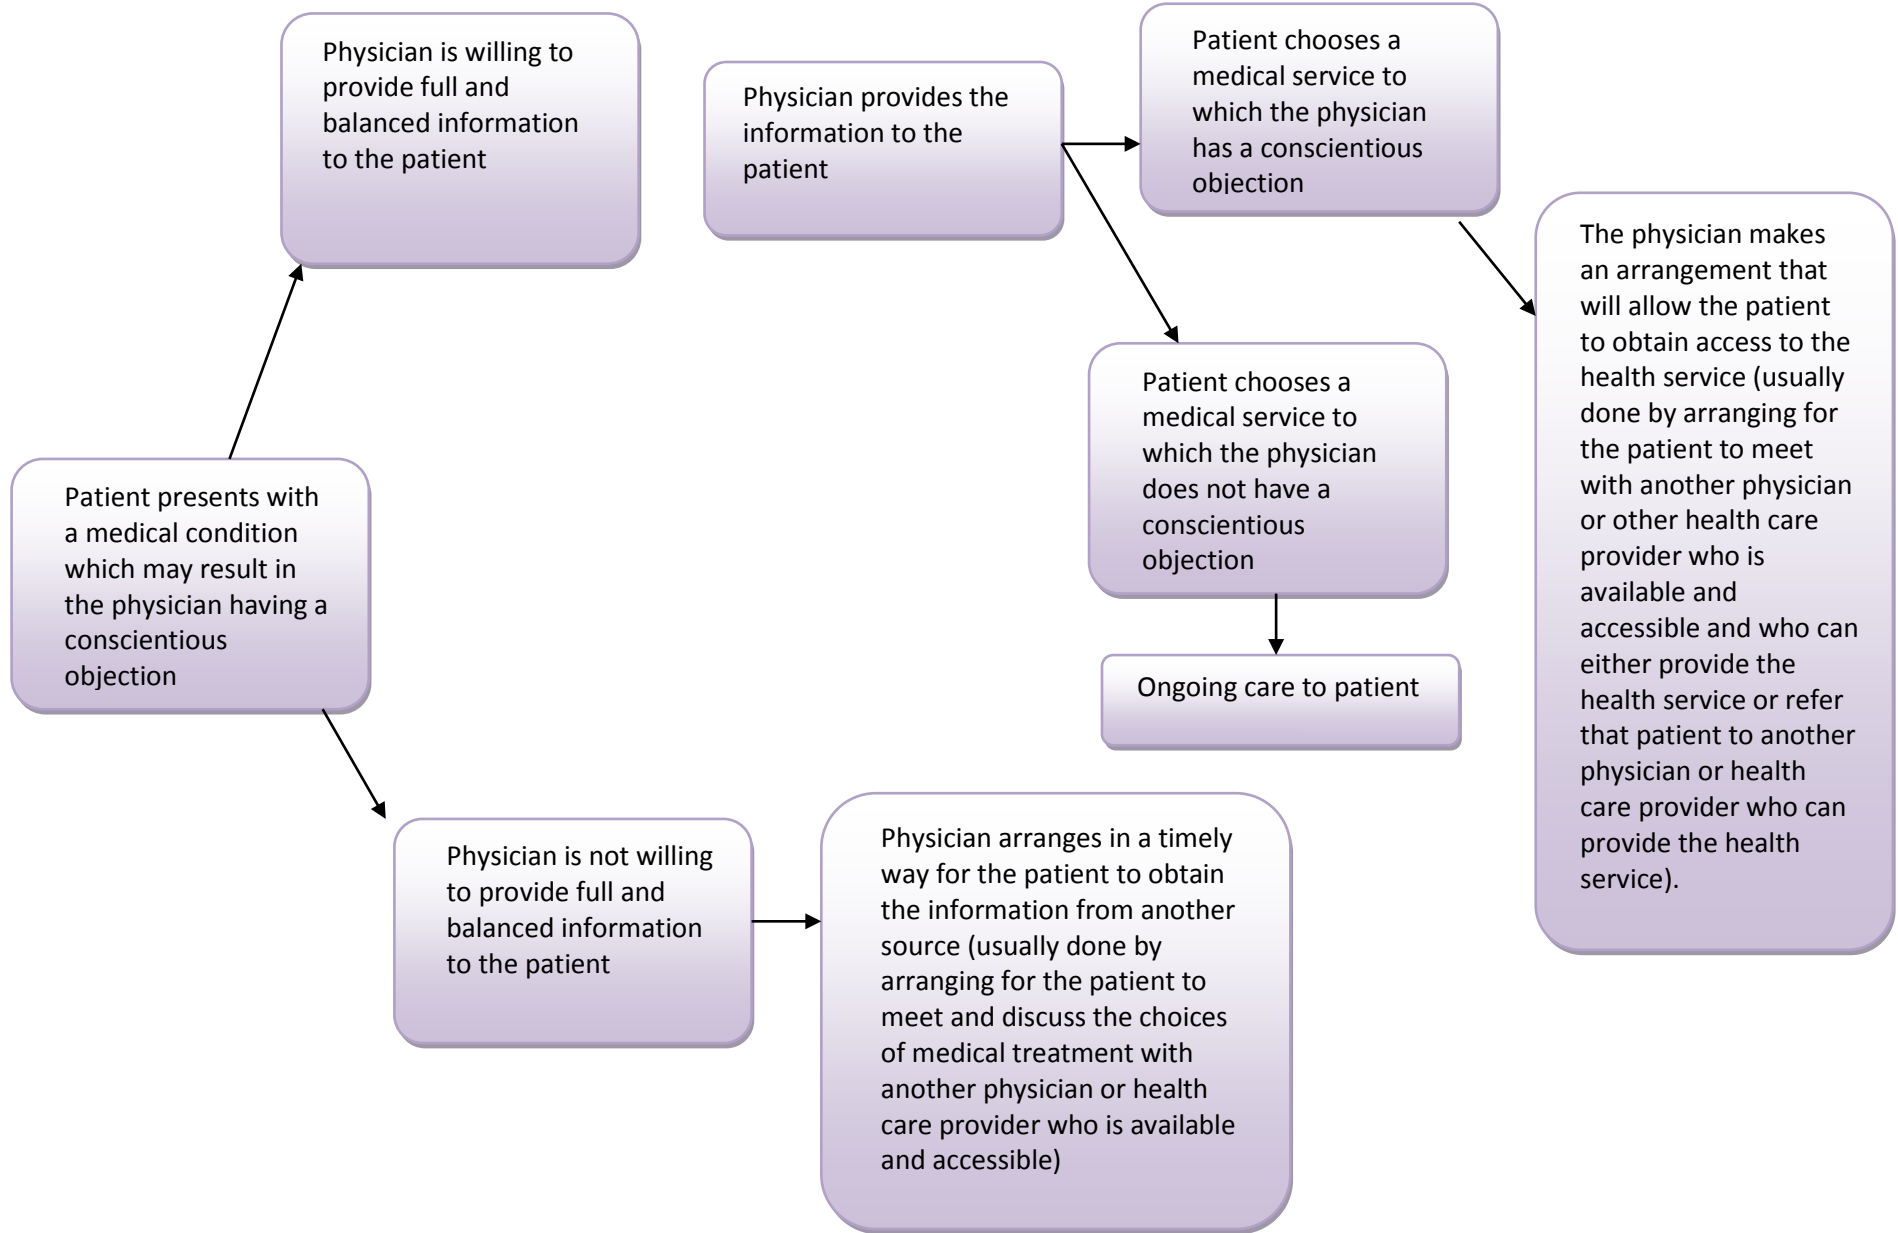 Physician is willing to
provide full and
balanced information
to the patient
Physician provides the
information to the
patient
Patient chooses a
medical service to
which the physician
has a conscientious
objection
The physician makes
an arrangement that
will allow the patient
to obtain access to the
health service (usually
done by arranging for
the patient to meet
with another physician
or other health care
provider who is
available and
accessible and who can
either provide the
health service or refer
that patient to another
physician or health
care provider who can
provide the health
service).
Patient chooses a
medical service to
which the physician
does not have a
conscientious
objection
Ongoing care to patient
Patient presents with
a medical condition
which may result in
the physician having a
conscientious
objection
Physician is not willing
to provide full and
balanced information
to the patient
Physician arranges in a timely
way for the patient to obtain
the information from another
source (usually done by
arranging for the patient to
meet and discuss the choices
of medical treatment with
another physician or health
care provider who is available
and accessible)